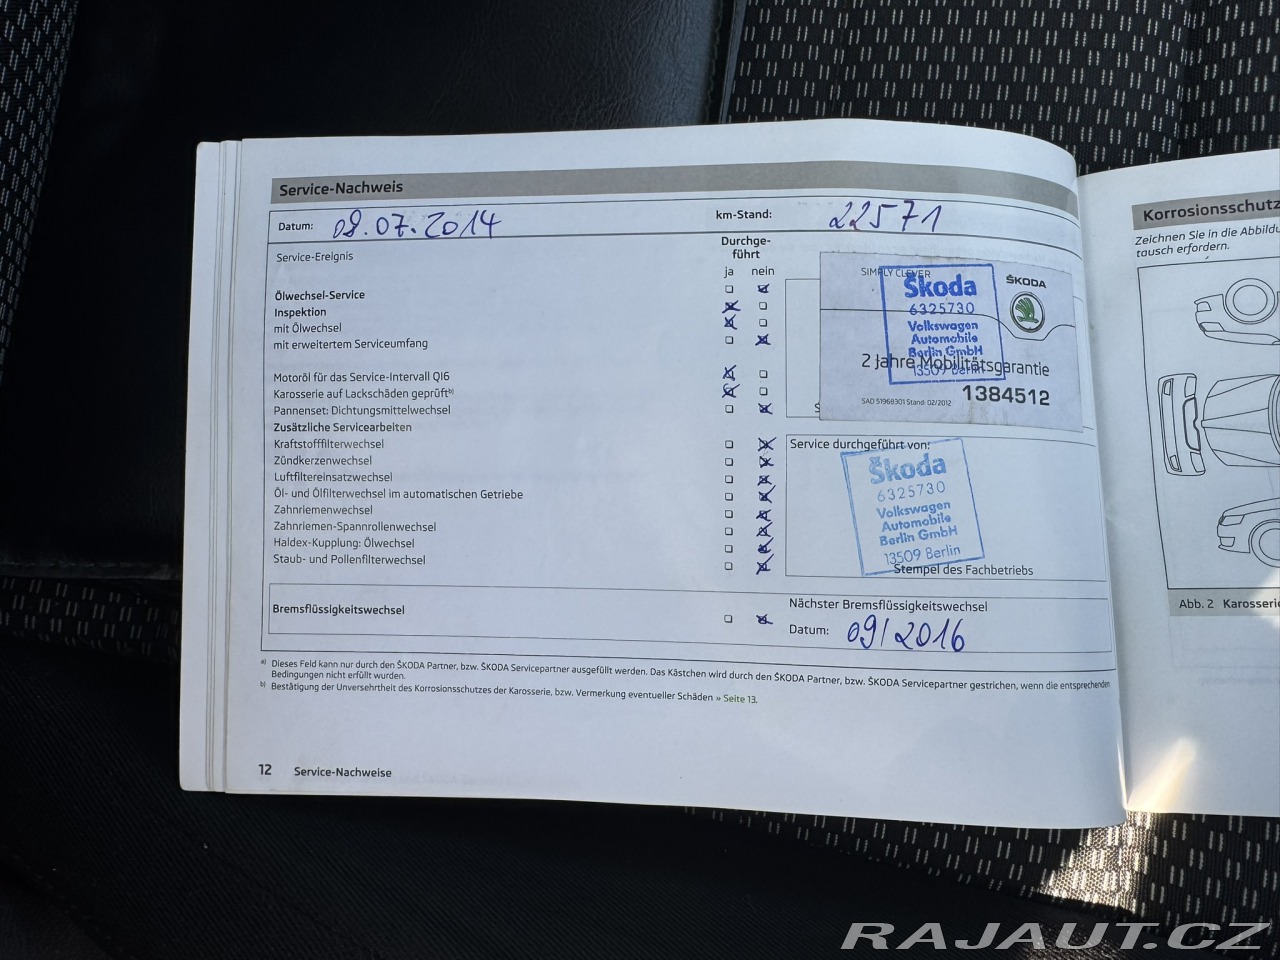 Service-Nachweis
Datum: 08.07.2014 km-Stand: 22571
Service-Ereignis
Durchge-
führt
ja nein
Ölwechsel-Service
Inspektion
mit Ölwechsel
mit erweitertem Serviceumfang
Motoröl für das Service-Intervall QI6
Karosserie auf Lackschäden geprüft b)
Pannenset: Dichtungsmittelwechsel
Zusätzliche Servicearbeiten
Kraftstofffilterwechsel
Zündkerzenwechsel
Luftfiltereinsatzwechsel
Öl- und Ölfilterwechsel im automatischen Getriebe
Zahnriemenwechsel
Zahnriemen-Spannrollenwechsel
Haldex-Kupplung: Ölwechsel
Staub- und Pollenfilterwechsel
SIMPLY CLEVER
ŠKODA
Škoda
6325730
Volkswagen
Automobile
Berlin GmbH
13509 Berlin
2 Jahre Mobilitätsgarantie
SAD 51968301 Stand: 02/2012 1384512
Service durchgeführt von:
Škoda
6325730
Volkswagen
Automobile
Berlin GmbH
13509 Berlin
Stempel des Fachbetriebs
Bremsflüssigkeitswechsel
Nächster Bremsflüssigkeitswechsel
Datum: 09/2016
a) Dieses Feld kann nur durch den ŠKODA Partner, bzw. ŠKODA Servicepartner ausgefüllt werden. Das Kästchen wird durch den ŠKODA Partner, bzw. ŠKODA Servicepartner gestrichen, wenn die entsprechenden
Bedingungen nicht erfüllt wurden.
b) Bestätigung der Unversehrtheit des Korrosionsschutzes der Karosserie, bzw. Vermerkung eventueller Schäden » Seite 13.
12 Service-Nachweise
Korrosionsschutz
Zeichnen Sie in die Abbildu
tausch erfordern.
Abb. 2 Karosserie
RAJAUT.CZ